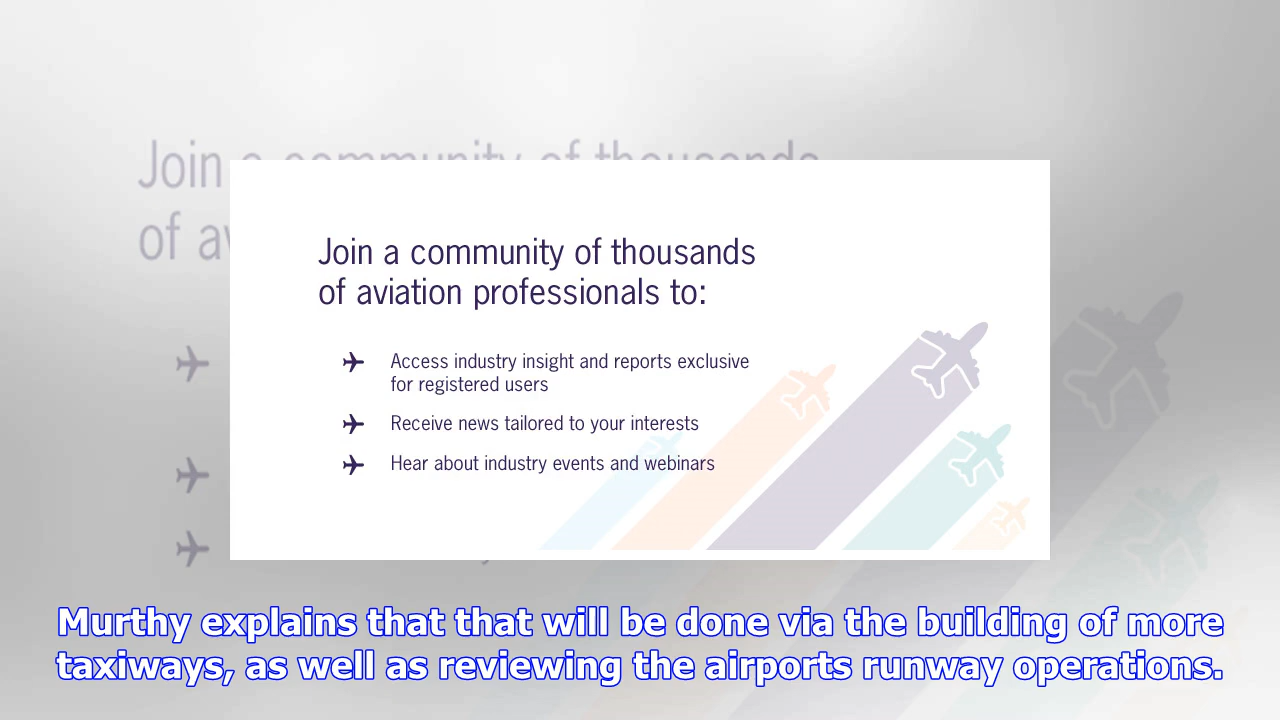 Join a community of thousands
of aviation professionals to:
Access industry insight and reports exclusive
for registered users
Receive news tailored to your interests
Hear about industry events and webinars
Murthy explains that that will be done via the building of more
taxiways, as well as reviewing the airports runway operations.